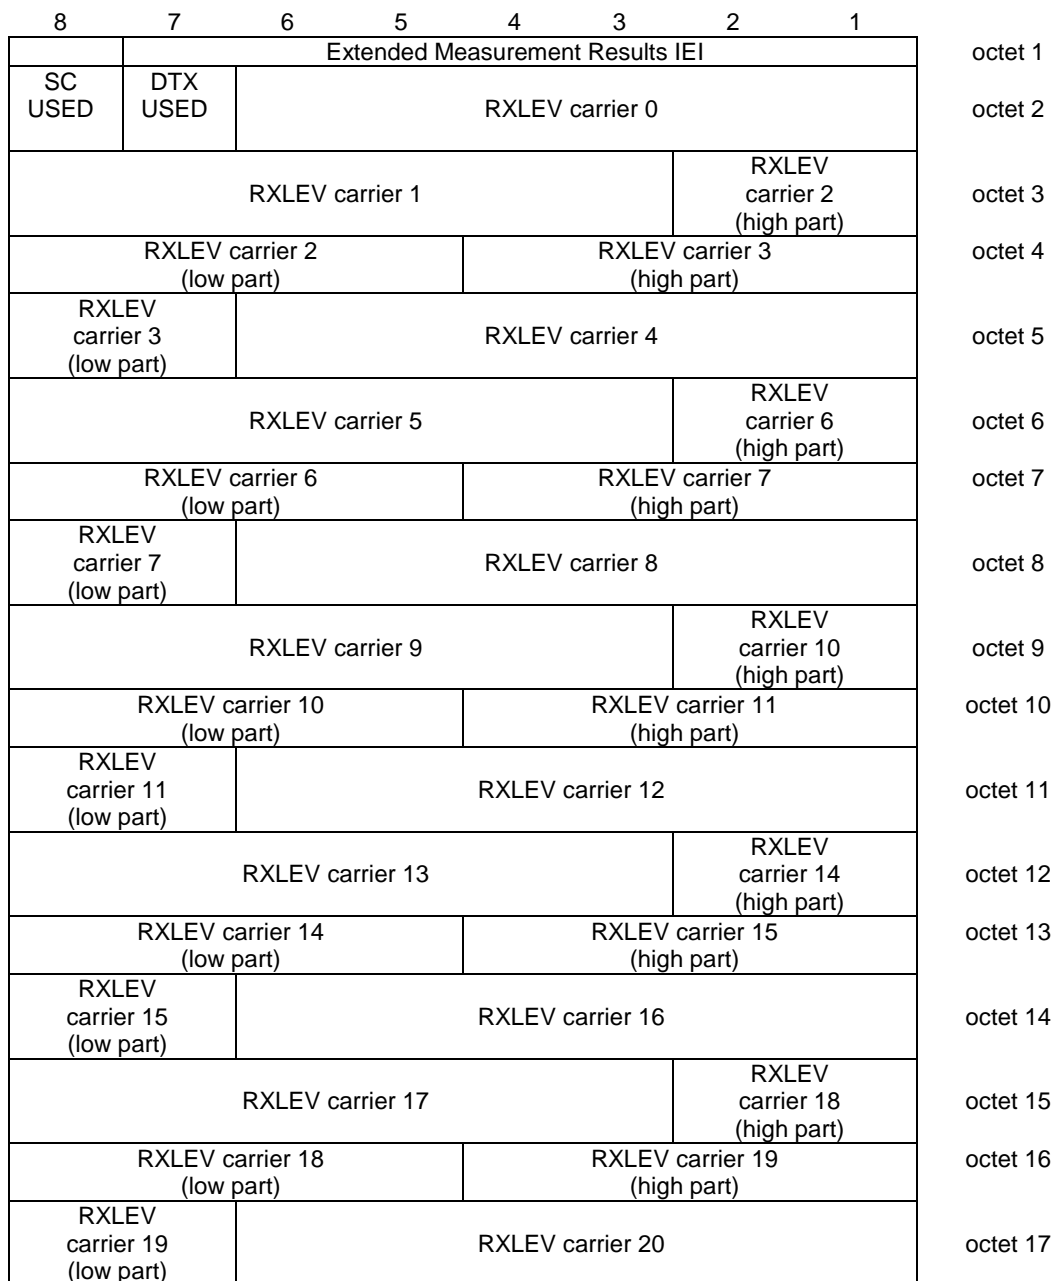 8 7 6 5 4 3 2 1
Extended Measurement Results IEI octet 1
SC DTX
USED USED RXLEV carrier 0 octet 2
RXLEV
RXLEV carrier 1 carrier 2 octet 3
(high part)
RXLEV carrier 2 RXLEV carrier 3 octet 4
(low part) (high part)
RXLEV
carrier 3 RXLEV carrier 4 octet 5
(low part)
RXLEV
RXLEV carrier 5 carrier 6 octet 6
(high part)
RXLEV carrier 6 RXLEV carrier 7 octet 7
(low part) (high part)
RXLEV
carrier 7 RXLEV carrier 8 octet 8
(low part)
RXLEV
RXLEV carrier 9 carrier 10 octet 9
(high part)
RXLEV carrier 10 RXLEV carrier 11 octet 10
(low part) (high part)
RXLEV
carrier 11 RXLEV carrier 12 octet 11
(low part)
RXLEV
RXLEV carrier 13 carrier 14 octet 12
(high part)
RXLEV carrier 14 RXLEV carrier 15 octet 13
(low part) (high part)
RXLEV
carrier 15 RXLEV carrier 16 octet 14
(low part)
RXLEV
RXLEV carrier 17 carrier 18 octet 15
(high part)
RXLEV carrier 18 RXLEV carrier 19 octet 16
(low part) (high part)
RXLEV
carrier 19 RXLEV carrier 20 octet 17
(low part)